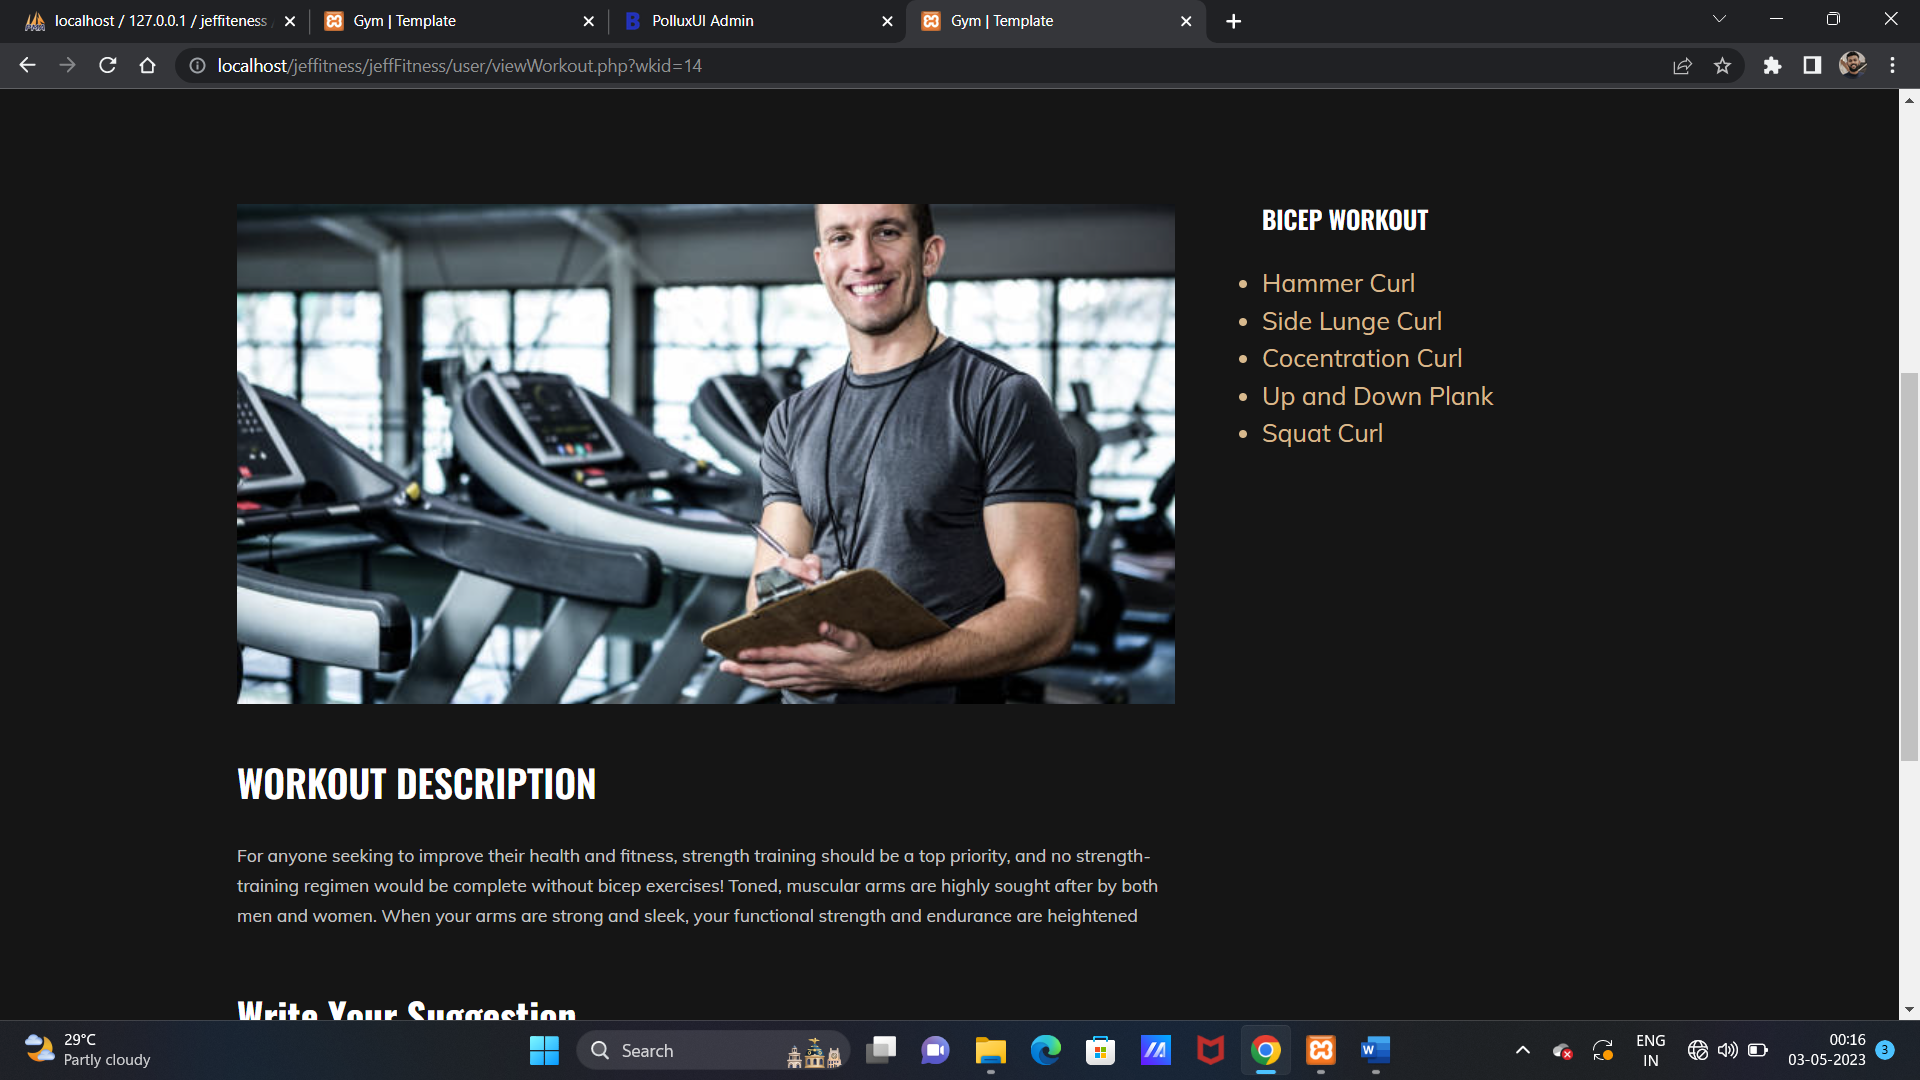 localhost / 127.0.0.1 / jeffiteness
Gym | Template
PolluxUI Admin
Gym | Template
localhost/jeffitness/jeffFitness/user/viewWorkout.php?wkid=14
BICEP WORKOUT
Hammer Curl
Side Lunge Curl
Cocentration Curl
Up and Down Plank
Squat Curl
WORKOUT DESCRIPTION
For anyone seeking to improve their health and fitness, strength training should be a top priority, and no strength-
training regimen would be complete without bicep exercises! Toned, muscular arms are highly sought after by both
men and women. When your arms are strong and sleek, your functional strength and endurance are heightened
Write Your Suggestion
29°C
Partly cloudy
Search
ENG
IN
00:16
03-05-2023
3